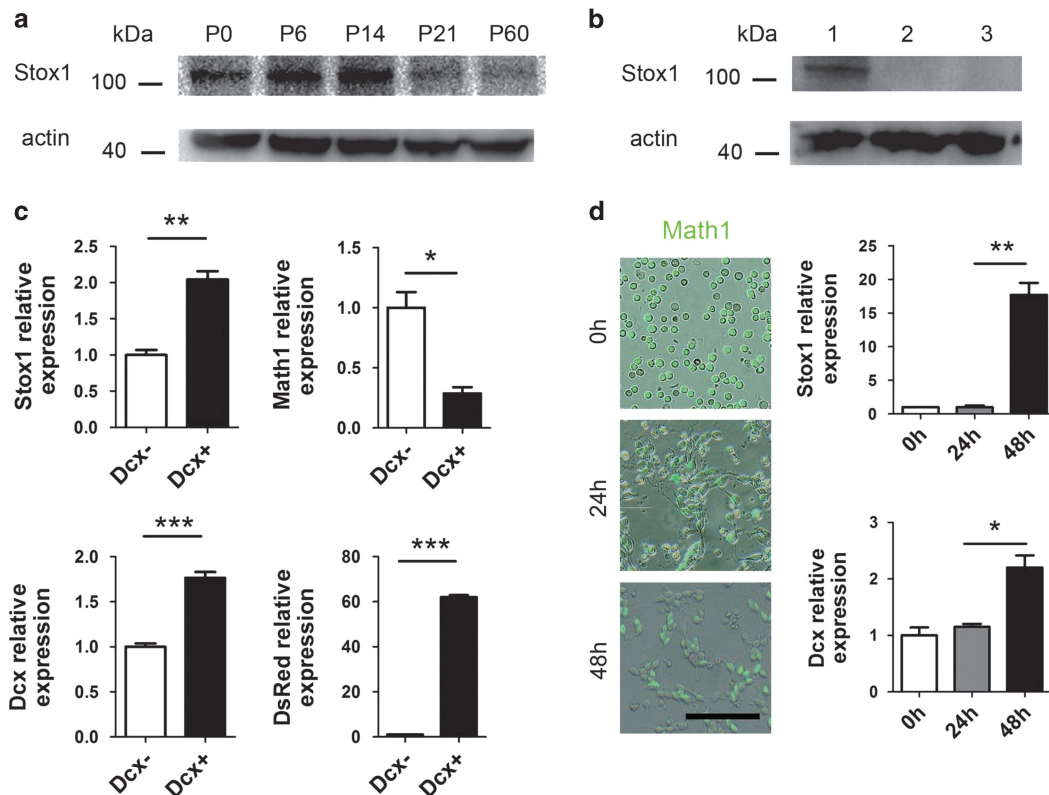 a
kDa P0 P6 P14 P21 P60
Stox1
100
actin
40
b
kDa 1 2 3
Stox1
100
actin
40
c
**
Stox1 relative
expression
2.5
2.0
1.5
1.0
0.5
0.0
Dcx- Dcx+
*
Math1 relative
expression
1.5
1.0
0.5
0.0
Dcx- Dcx+
***
Dcx relative
expression
2.0
1.5
1.0
0.5
0.0
Dcx- Dcx+
***
DsRed relative
expression
80
60
40
20
0
Dcx- Dcx+
d
Math1
0h
24h
48h
**
Stox1 relative
expression
25
20
15
10
5
0
0h 24h 48h
*
Dcx relative
expression
3
2
1
0
0h 24h 48h